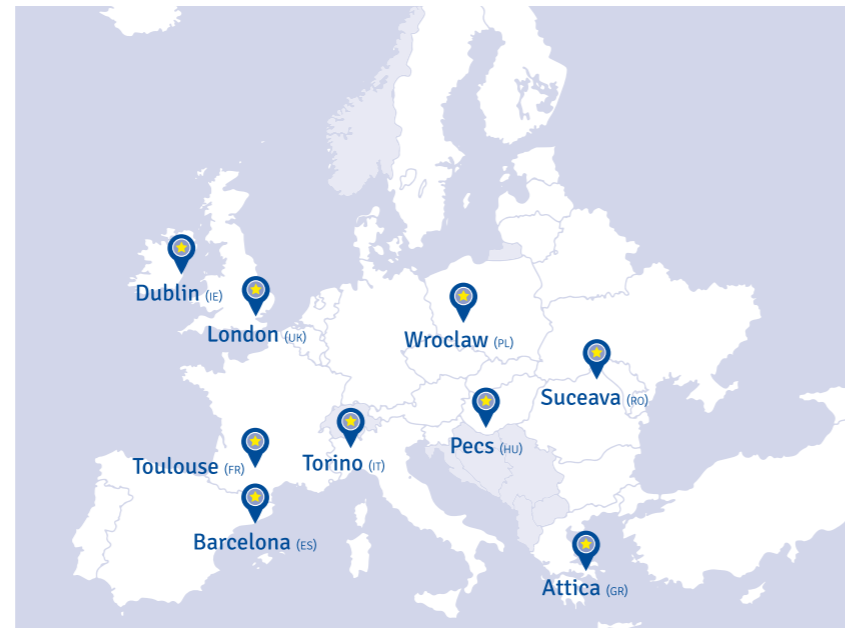 Dublin (IE)
London (UK)
Wroclaw (PL)
Suceava (RO)
Pecs (HU)
Toulouse (FR)
Torino (IT)
Barcelona (ES)
Attica (GR)